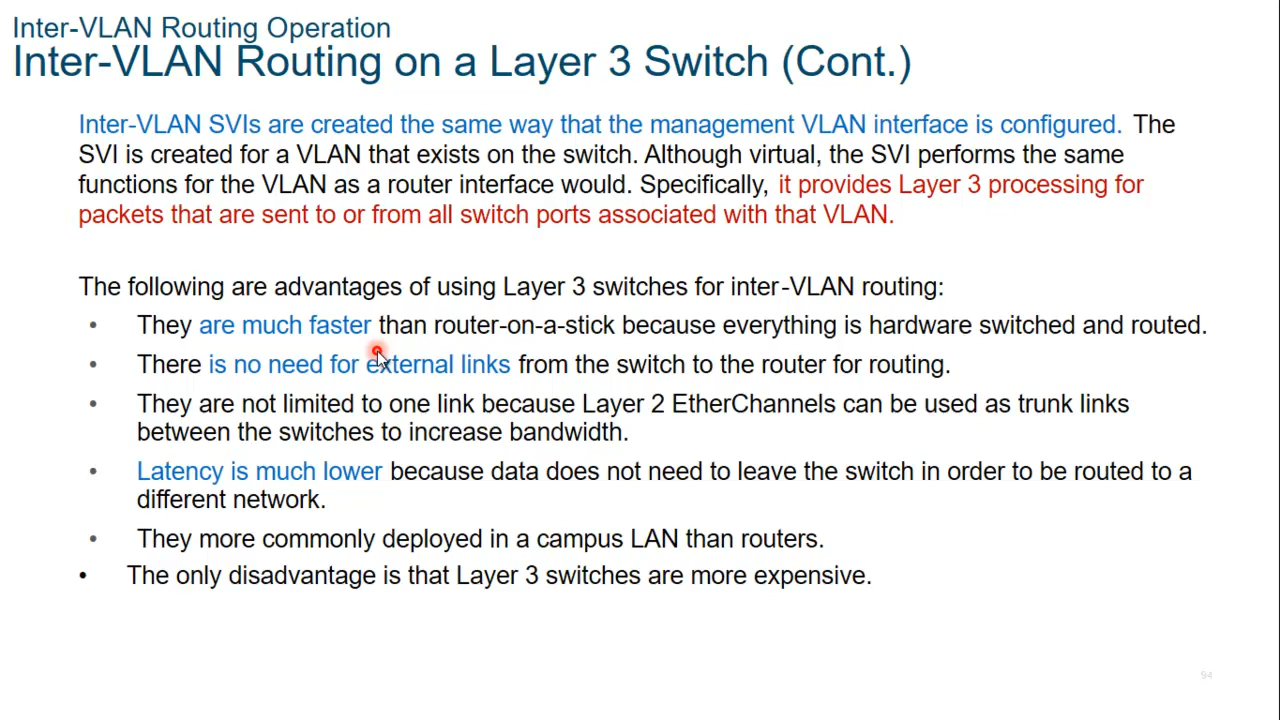 Inter-VLAN Routing Operation
Inter-VLAN Routing on a Layer 3 Switch (Cont.)
Inter-VLAN SVIs are created the same way that the management VLAN interface is configured. The
SVI is created for a VLAN that exists on the switch. Although virtual, the SVI performs the same
functions for the VLAN as a router interface would. Specifically, it provides Layer 3 processing for
packets that are sent to or from all switch ports associated with that VLAN.
The following are advantages of using Layer 3 switches for inter-VLAN routing:
• They are much faster than router-on-a-stick because everything is hardware switched and routed.
• There is no need for external links from the switch to the router for routing.
• They are not limited to one link because Layer 2 EtherChannels can be used as trunk links
between the switches to increase bandwidth.
• Latency is much lower because data does not need to leave the switch in order to be routed to a
different network.
• They more commonly deployed in a campus LAN than routers.
• The only disadvantage is that Layer 3 switches are more expensive.
94